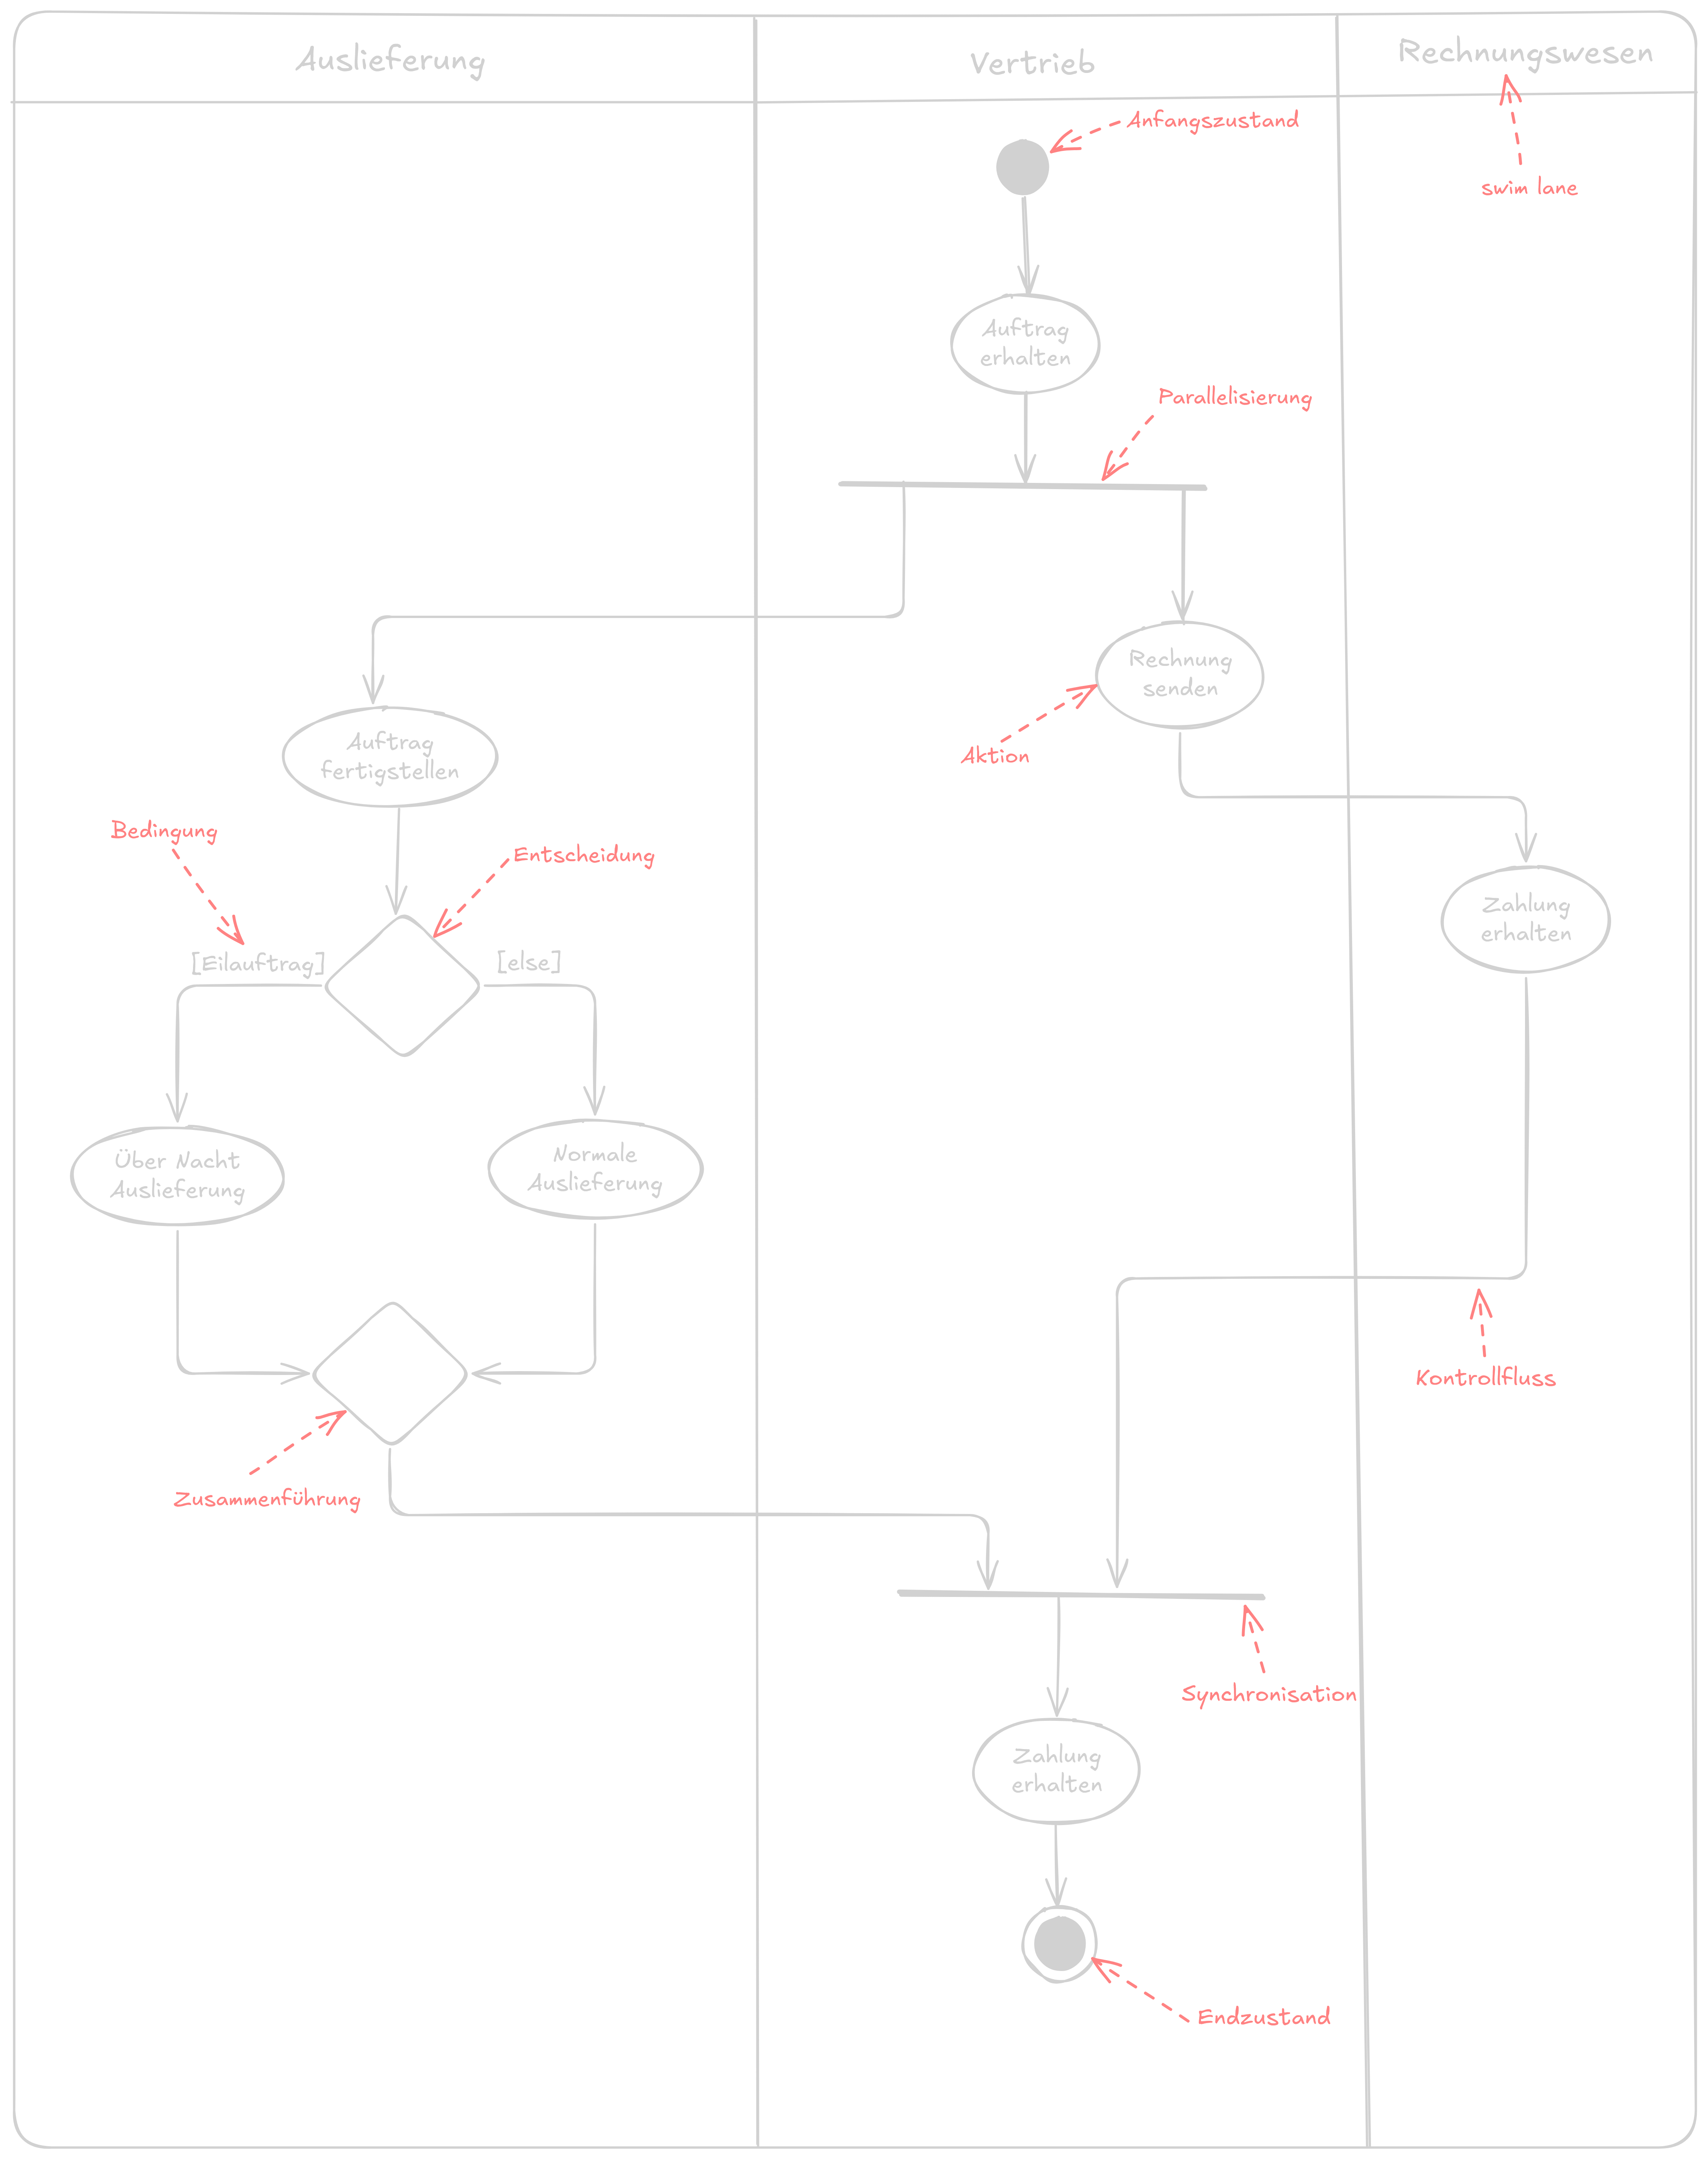 Auslieferung
Vertrieb
Rechnungswesen
Anfangszustand
swim lane
Auftrag
erhalten
Parallelisierung
Rechnung
senden
Aktion
Auftrag
fertigstellen
Bedingung
Entscheidung
Zahlung
erhalten
[Eilauftrag]
[else]
Über Nacht
Auslieferung
Normale
Auslieferung
Kontrollfluss
Zusammenführung
Synchronisation
Zahlung
erhalten
Endzustand